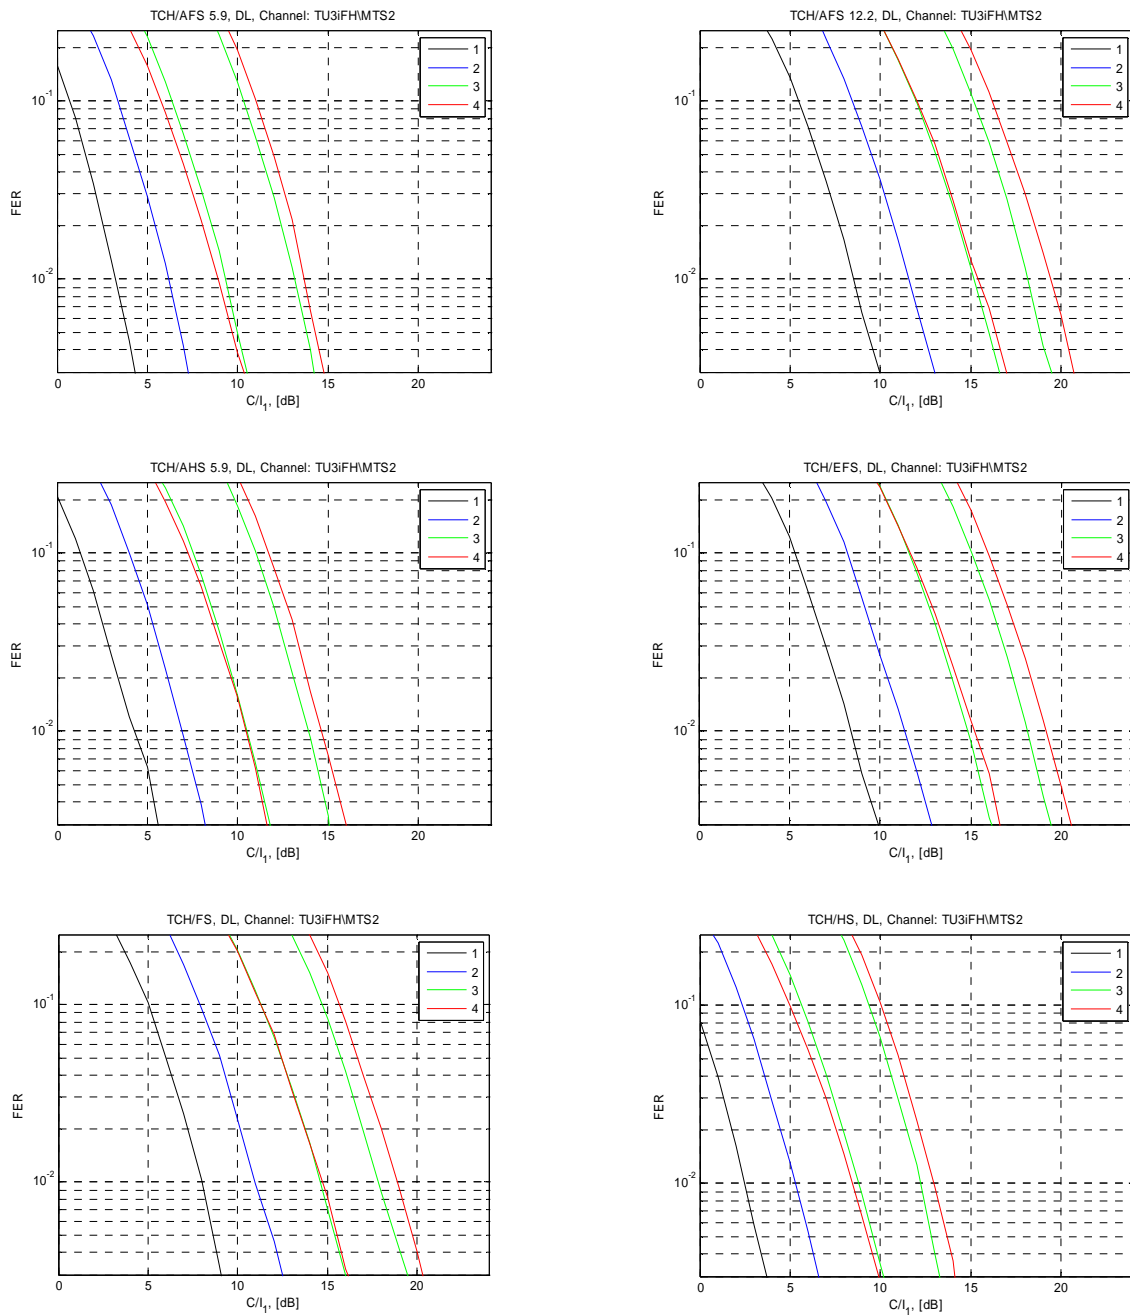 TCH/AFS 5.9, DL, Channel: TU3iFH\MTS2
1
2
3
4
10^-1
10^-2
FER
0 5 10 15 20
C/I_1, [dB]
TCH/AFS 12.2, DL, Channel: TU3iFH\MTS2
1
2
3
4
10^-1
10^-2
FER
0 5 10 15 20
C/I_1, [dB]
TCH/AHS 5.9, DL, Channel: TU3iFH\MTS2
1
2
3
4
10^-1
10^-2
FER
0 5 10 15 20
C/I_1, [dB]
TCH/EFS, DL, Channel: TU3iFH\MTS2
1
2
3
4
10^-1
10^-2
FER
0 5 10 15 20
C/I_1, [dB]
TCH/FS, DL, Channel: TU3iFH\MTS2
1
2
3
4
10^-1
10^-2
FER
0 5 10 15 20
C/I_1, [dB]
TCH/HS, DL, Channel: TU3iFH\MTS2
1
2
3
4
10^-1
10^-2
FER
0 5 10 15 20
C/I_1, [dB]